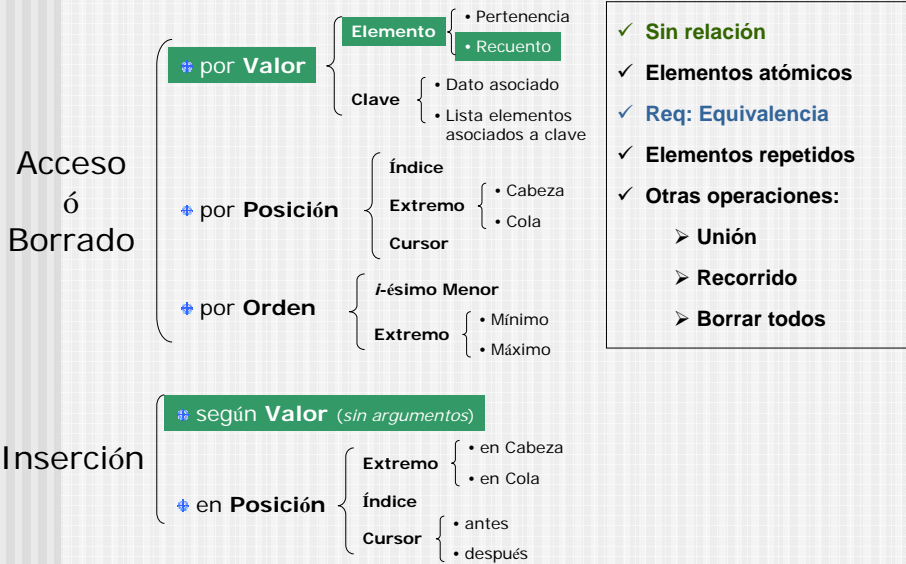 Acceso
ó
Borrado
por Valor
Elemento
• Pertenencia
• Recuento
Clave
• Dato asociado
• Lista elementos
asociados a clave
por Posición
Índice
Extremo
• Cabeza
• Cola
Cursor
por Orden
i-ésimo Menor
Extremo
• Mínimo
• Máximo
Inserción
según Valor (sin argumentos)
en Posición
Extremo
• en Cabeza
• en Cola
Índice
Cursor
• antes
• después
✓ Sin relación
✓ Elementos atómicos
✓ Req: Equivalencia
✓ Elementos repetidos
✓ Otras operaciones:
➢ Unión
➢ Recorrido
➢ Borrar todos